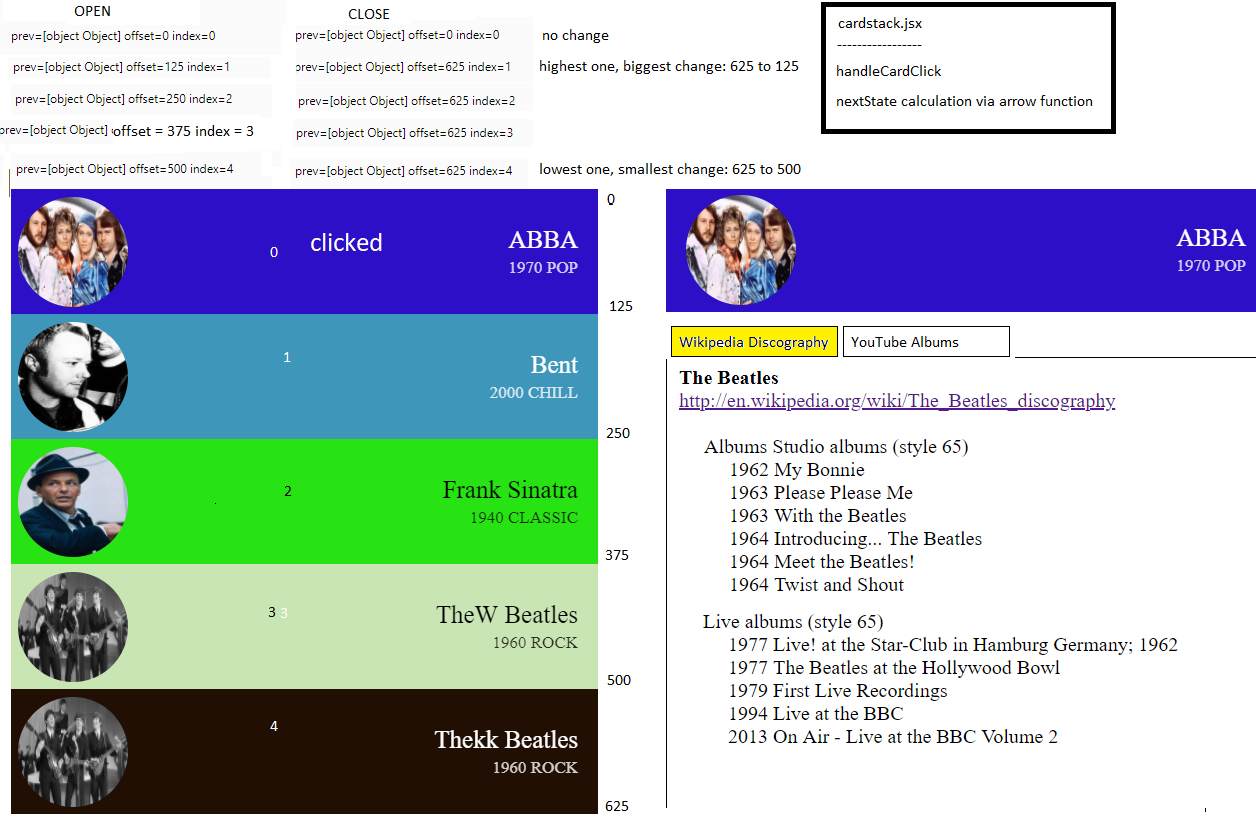 OPEN
CLOSE
prev=[object Object] offset=0 index=0
prev=[object Object] offset=0 index=0
no change
prev=[object Object] offset=125 index=1
prev=[object Object] offset=625 index=1
highest one, biggest change: 625 to 125
prev=[object Object] offset=250 index=2
prev=[object Object] offset=625 index=2
prev=[object Object] offset = 375 index = 3
prev=[object Object] offset=625 index=3
prev=[object Object] offset=500 index=4
prev=[object Object] offset=625 index=4
lowest one, smallest change: 625 to 500
cardstack.jsx
------------------
handleCardClick
nextState calculation via arrow function
0
0
clicked
ABBA
1970 POP
125
1
Bent
2000 CHILL
250
2
Frank Sinatra
1940 CLASSIC
375
3 3
TheW Beatles
1960 ROCK
500
4
Thekk Beatles
1960 ROCK
625
ABBA
1970 POP
Wikipedia Discography
YouTube Albums
The Beatles
http://en.wikipedia.org/wiki/The_Beatles_discography
Albums Studio albums (style 65)
1962 My Bonnie
1963 Please Please Me
1963 With the Beatles
1964 Introducing... The Beatles
1964 Meet the Beatles!
1964 Twist and Shout
Live albums (style 65)
1977 Live! at the Star-Club in Hamburg Germany; 1962
1977 The Beatles at the Hollywood Bowl
1979 First Live Recordings
1994 Live at the BBC
2013 On Air - Live at the BBC Volume 2